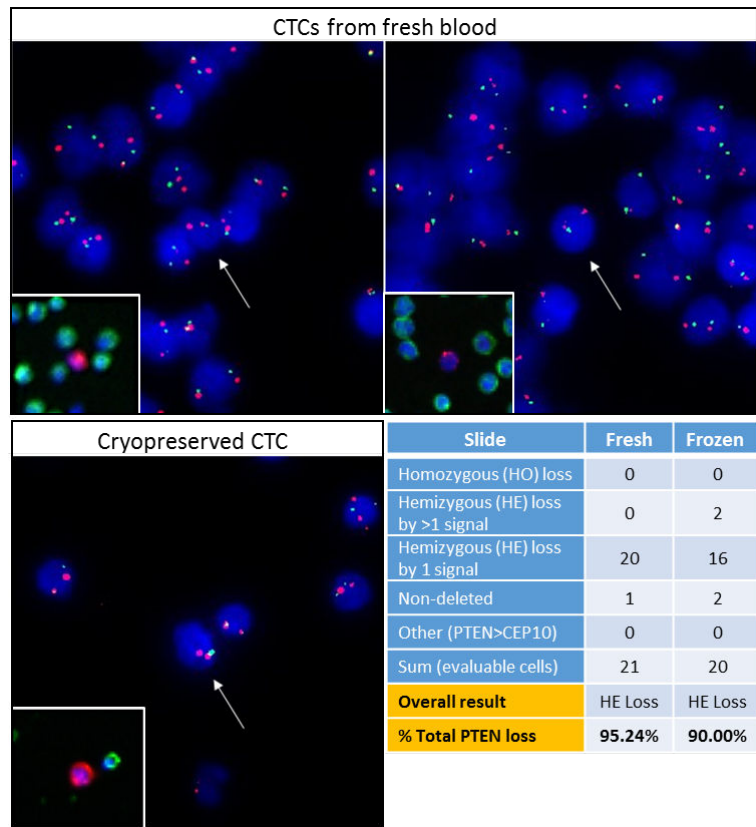 CTCs from fresh blood
Cryopreserved CTC
Slide Fresh Frozen
Homozygous (HO) loss 0 0
Hemizygous (HE) loss
by >1 signal 0 2
Hemizygous (HE) loss
by 1 signal 20 16
Non-deleted 1 2
Other (PTEN>CEP10) 0 0
Sum (evaluable cells) 21 20
Overall result HE Loss HE Loss
% Total PTEN loss 95.24% 90.00%